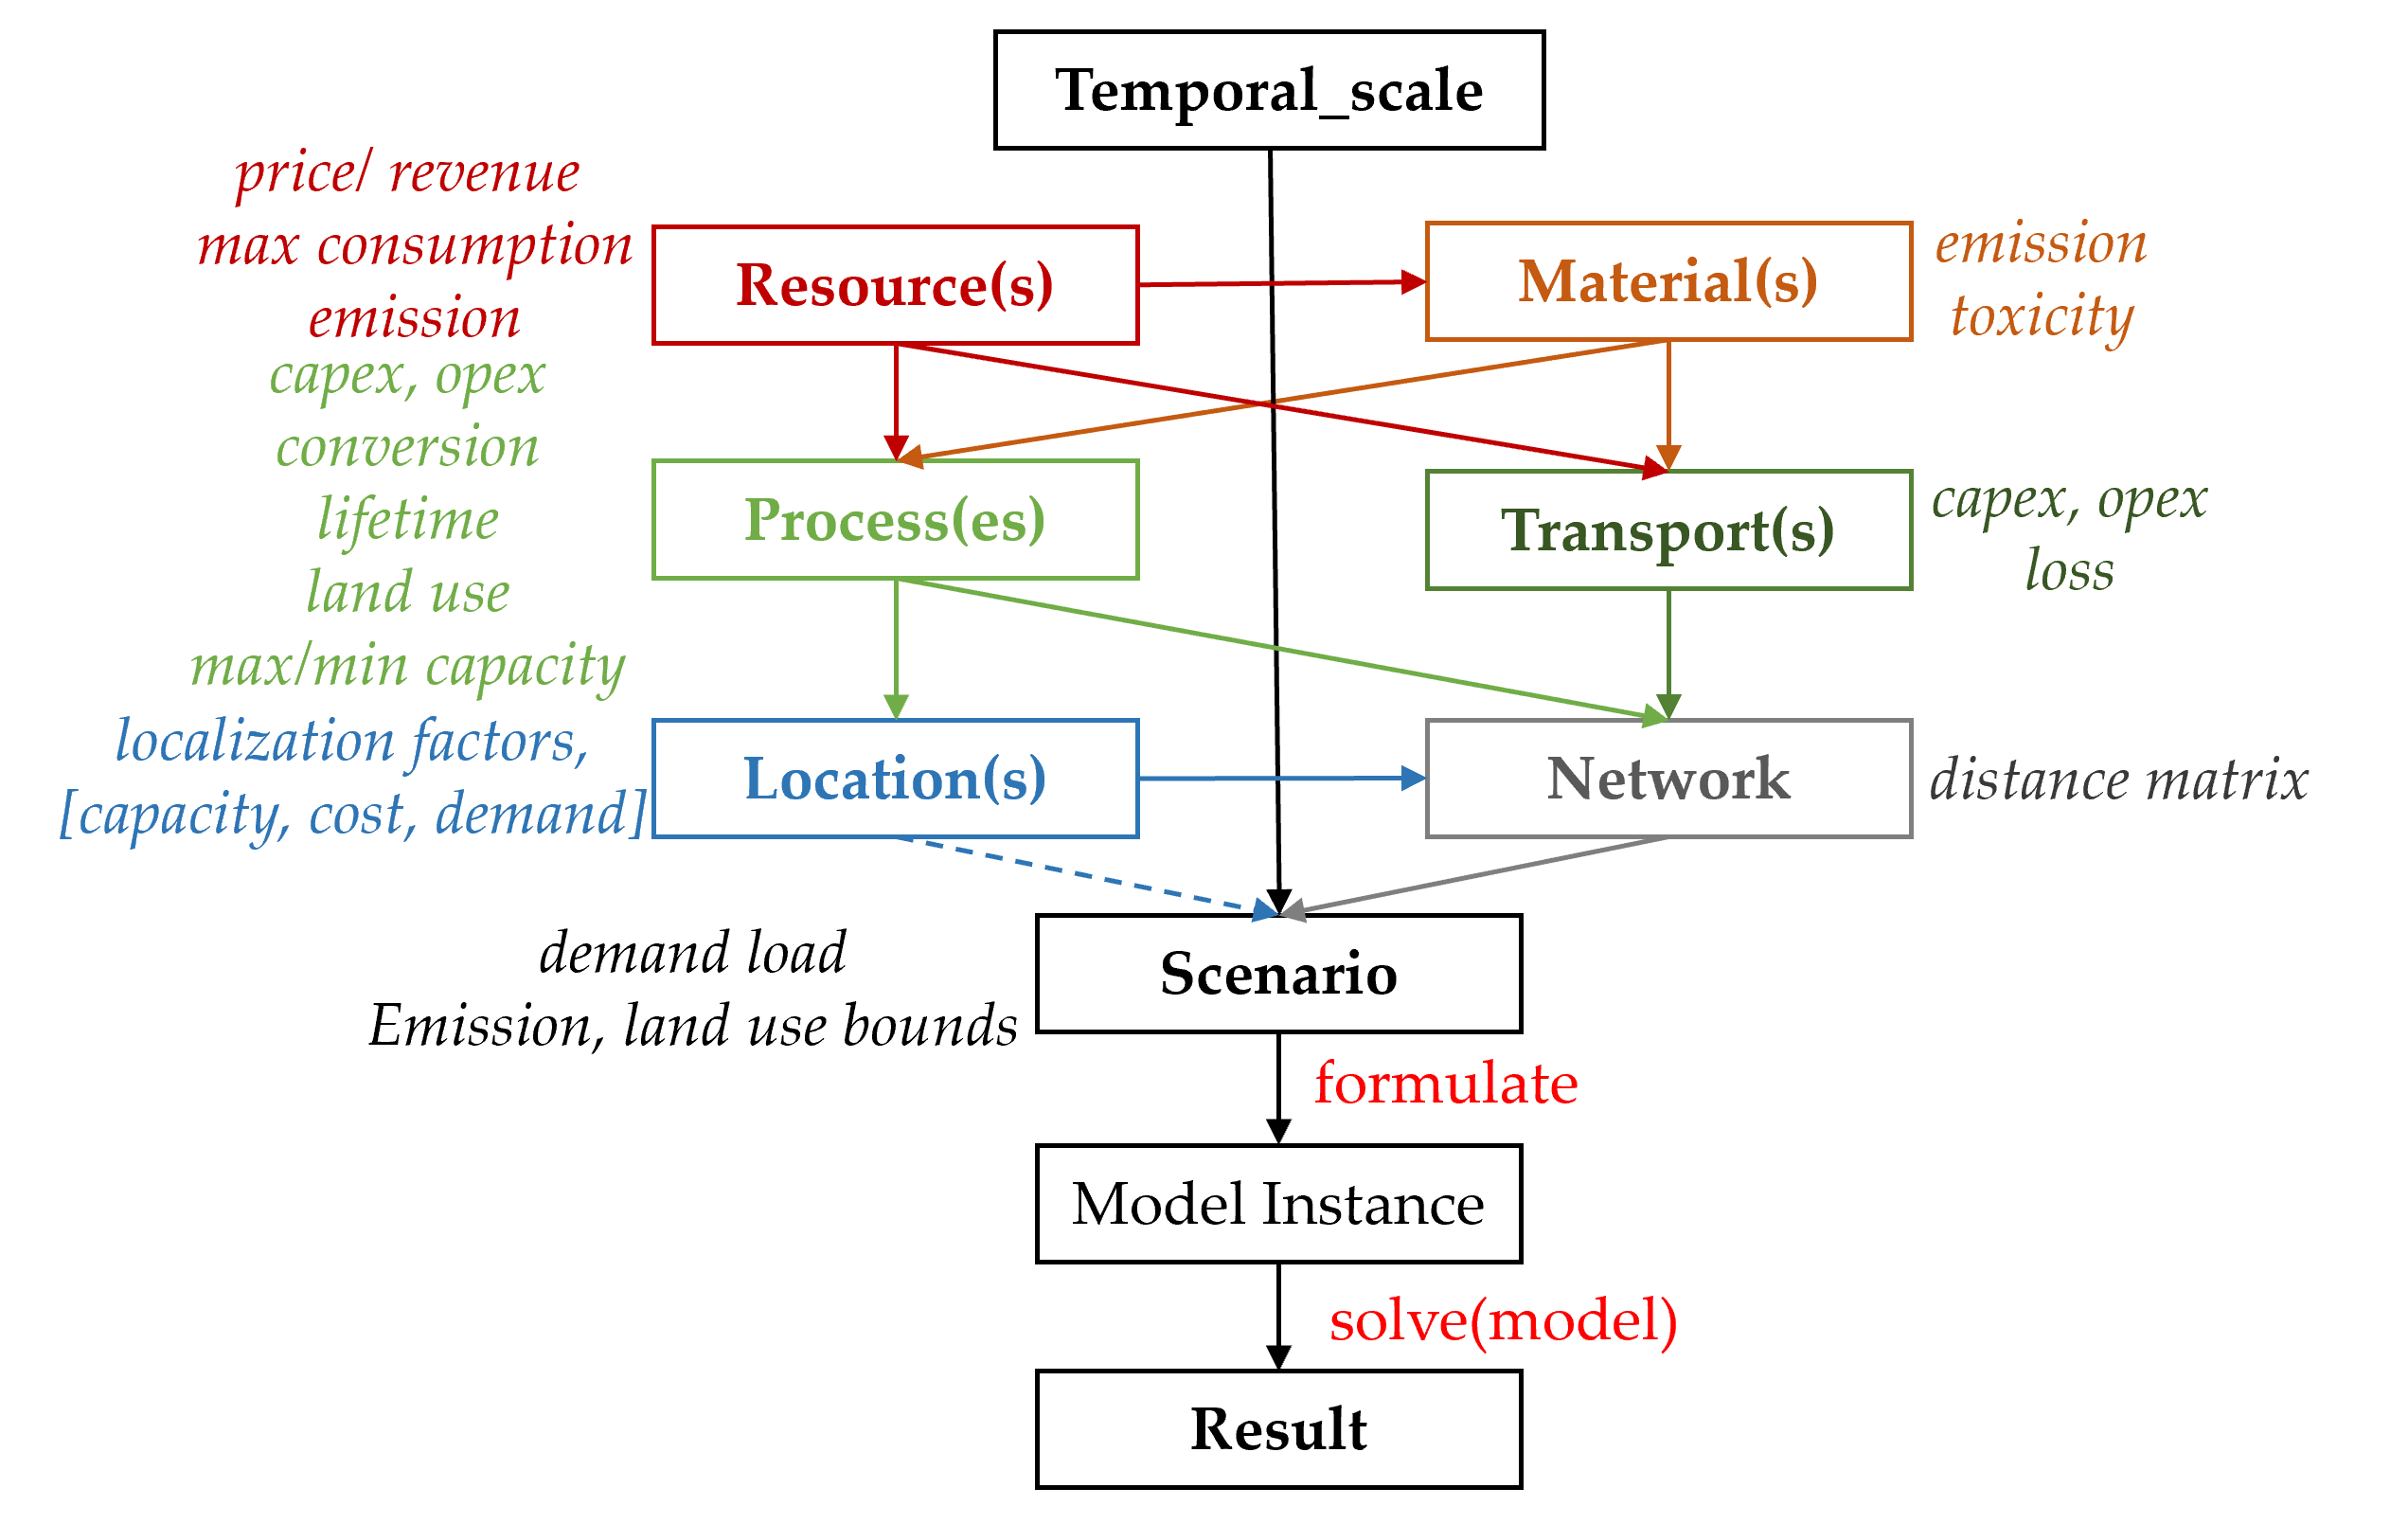 Temporal_scale
price/ revenue
max consumption
emission
Resource(s)
Material(s)
emission
toxicity
capex, opex
conversion
lifetime
land use
max/min capacity
Process(es)
Transport(s)
capex, opex
loss
localization factors,
[capacity, cost, demand]
Location(s)
Network
distance matrix
demand load
Emission, land use bounds
Scenario
formulate
Model Instance
solve(model)
Result